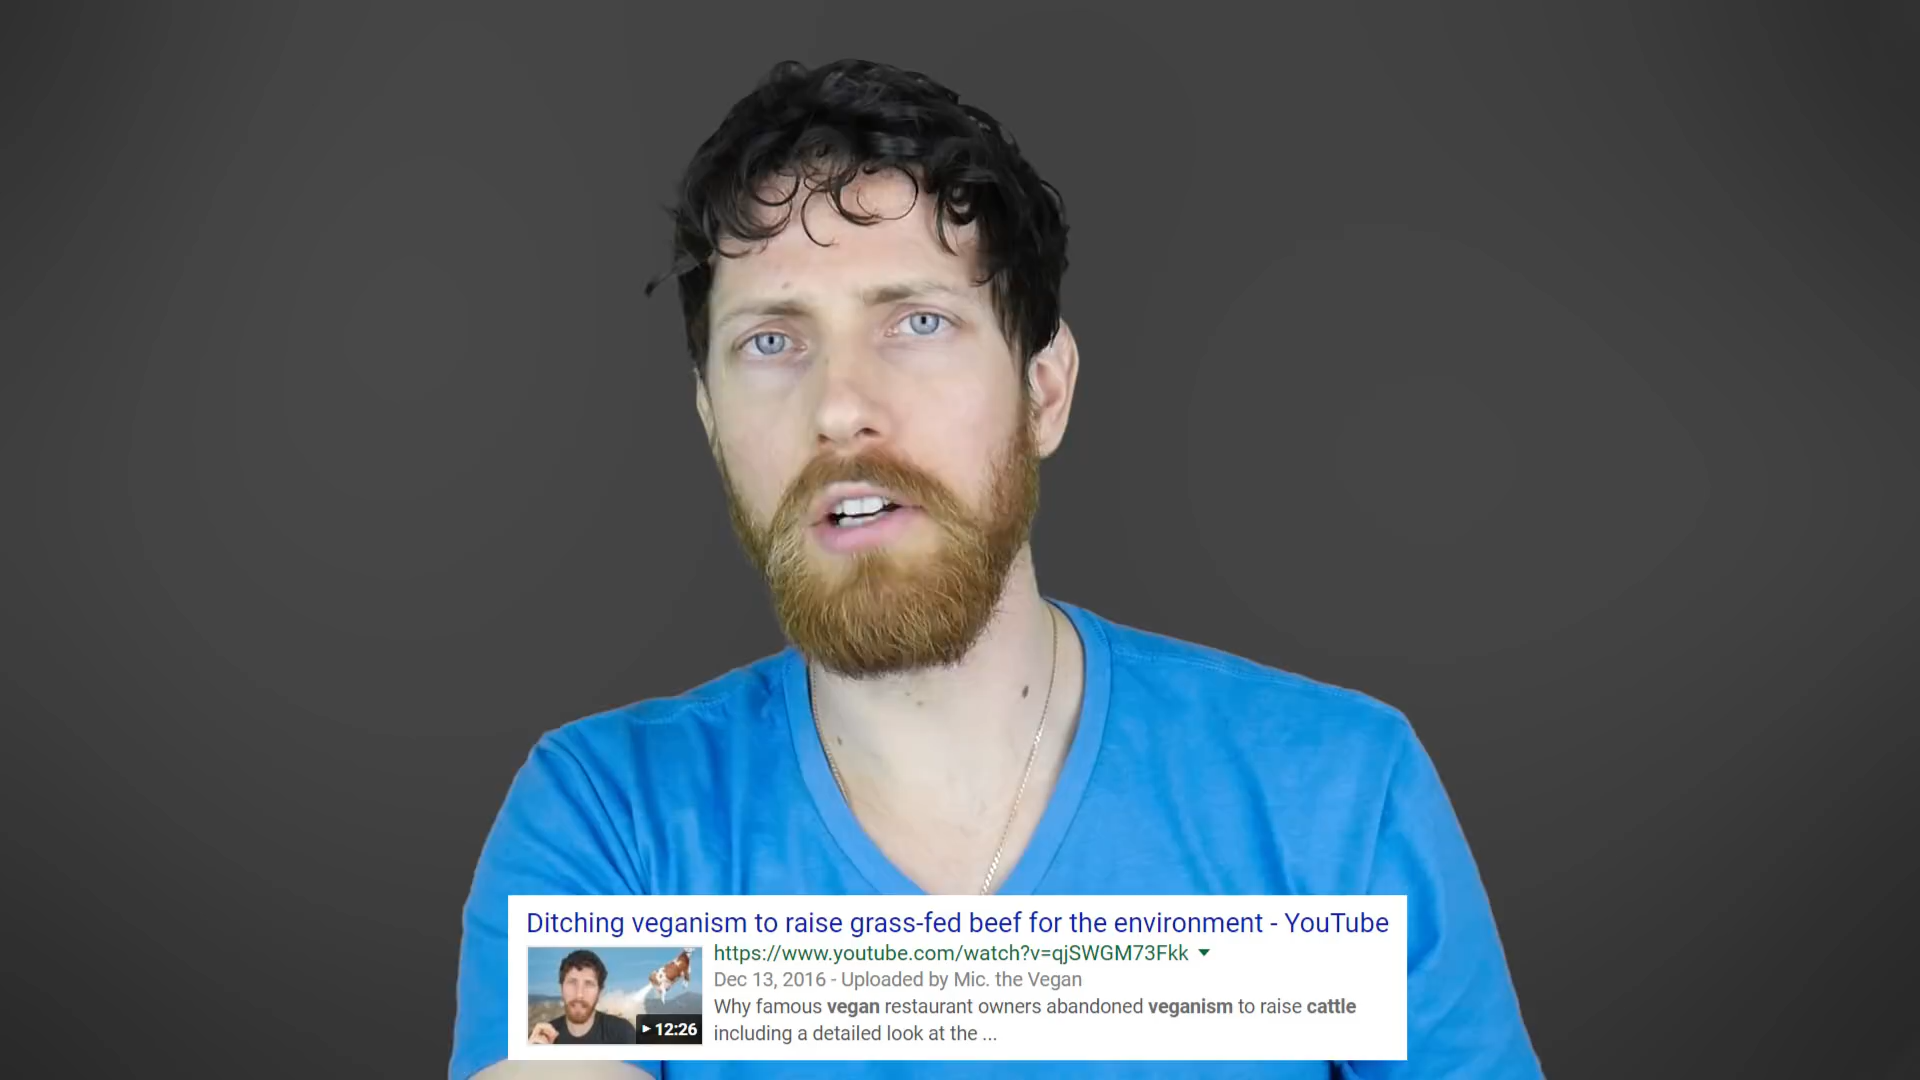 Ditching veganism to raise grass-fed beef for the environment - YouTube
https://www.youtube.com/watch?v=qjSWGM73Fkk
Dec 13, 2016 - Uploaded by Mic. the Vegan
Why famous vegan restaurant owners abandoned veganism to raise cattle
including a detailed look at the ...
12:26